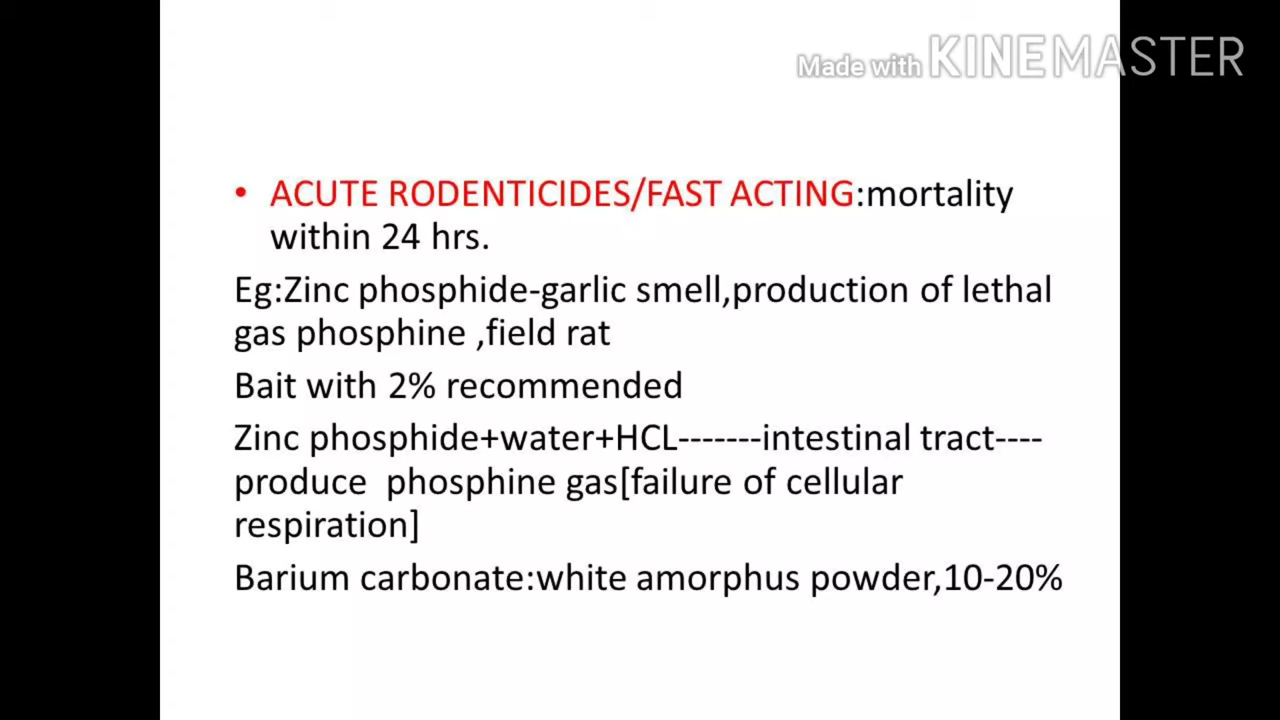 Made with KINEMASTER
• ACUTE RODENTICIDES/FAST ACTING:mortality
within 24 hrs.
Eg:Zinc phosphide-garlic smell,production of lethal
gas phosphine ,field rat
Bait with 2% recommended
Zinc phosphide+water+HCL-------intestinal tract----
produce  phosphine gas[failure of cellular
respiration]
Barium carbonate:white amorphus powder,10-20%